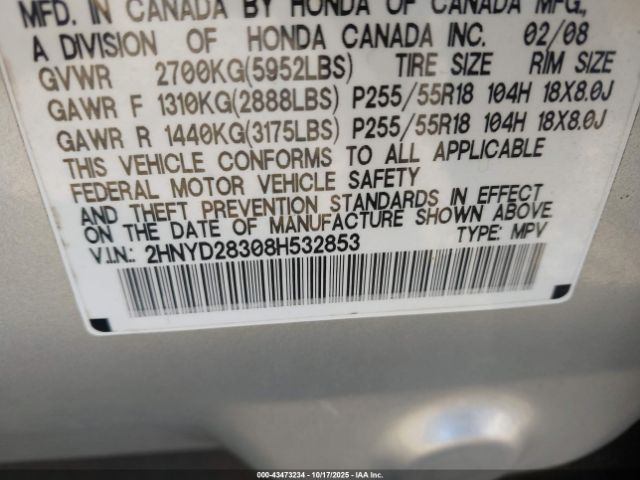 MFD. IN CANADA BY HONDA OF CANADA MFG.,
A DIVISION OF HONDA CANADA INC. 02/08
GVWR 2700KG(5952LBS) TIRE SIZE RIM SIZE
GAWR F 1310KG(2888LBS) P255/55R18 104H 18X8.0J
GAWR R 1440KG(3175LBS) P255/55R18 104H 18X8.0J
THIS VEHICLE CONFORMS TO ALL APPLICABLE
FEDERAL MOTOR VEHICLE SAFETY
AND THEFT PREVENTION STANDARDS IN EFFECT
ON THE DATE OF MANUFACTURE SHOWN ABOVE.
V.I.N.: 2HNYD28308H532853 TYPE: MPV
000-43473234 | 10/17/2025 | IAA Inc.